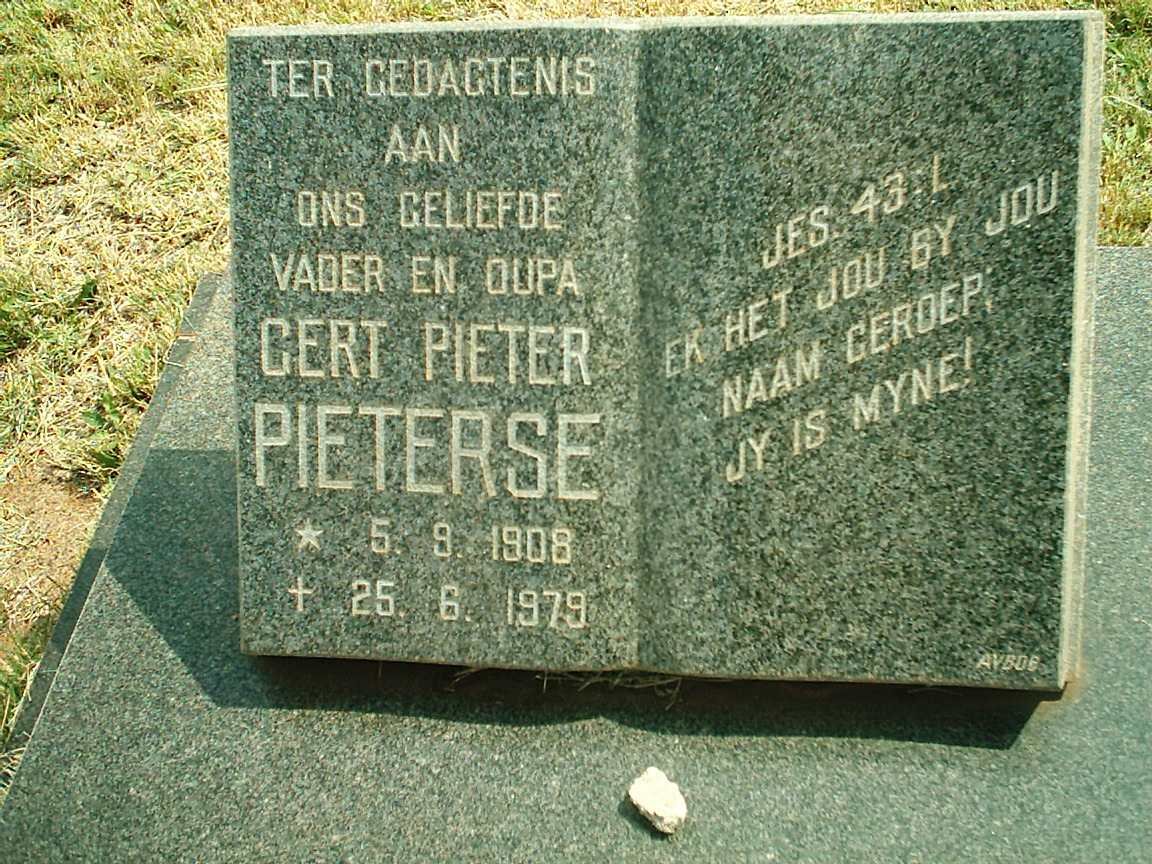 TER GEDAGTENIS
AAN
ONS GELIEFDE
VADER EN OUPA
GERT PIETER
PIETERSE
★ 5. 9. 1908
✝ 25. 6. 1979
JES. 43:1
EK HET JOU BY JOU
NAAM GEROEP;
JY IS MYNE!
AVBOB